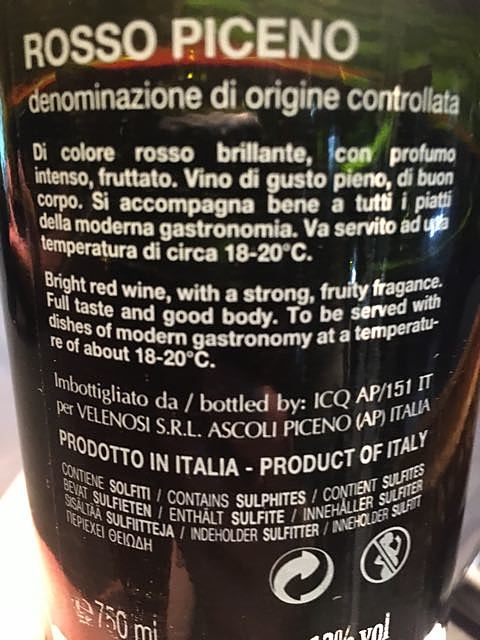 ROSSO PICENO
denominazione di origine controllata
Di colore rosso brillante, con profumo
intenso, fruttato. Vino di gusto pieno, di buon
corpo. Si accompagna bene a tutti i piatti
della moderna gastronomia. Va servito ad una
temperatura di circa 18-20°C.
Bright red wine, with a strong, fruity fragance.
Full taste and good body. To be served with
dishes of modern gastronomy at a temperatu-
re of about 18-20°C.
Imbottigliato da / bottled by: ICQ AP/151 IT
per VELENOSI S.R.L. ASCOLI PICENO (AP) ITALIA
PRODOTTO IN ITALIA - PRODUCT OF ITALY
CONTIENE SOLFITI / CONTAINS SULPHITES / CONTIENT SULFITES
BEVAT SULFIETEN / ENTHÄLT SULFITE / INNEHÅLLER SULFITER
SISÄLTÄÄ SULFIITTEJA / INDEHOLDER SULFITTER / INNEHOLDER SULFITT
ΠΕΡΙΕΧΕΙ ΘΕΙΩΔΗ
e 750 ml
% vol